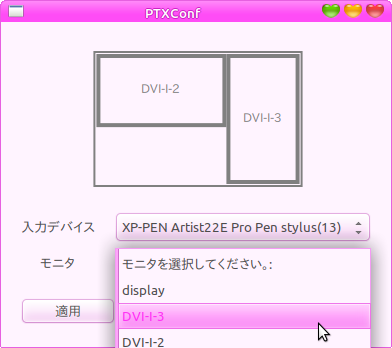 PTXConf
DVI-I-2
DVI-I-3
入力デバイス
XP-PEN Artist22E Pro Pen stylus(13)
モニタ
モニタを選択してください。:
display
適用
DVI-I-3
DVI-I-2